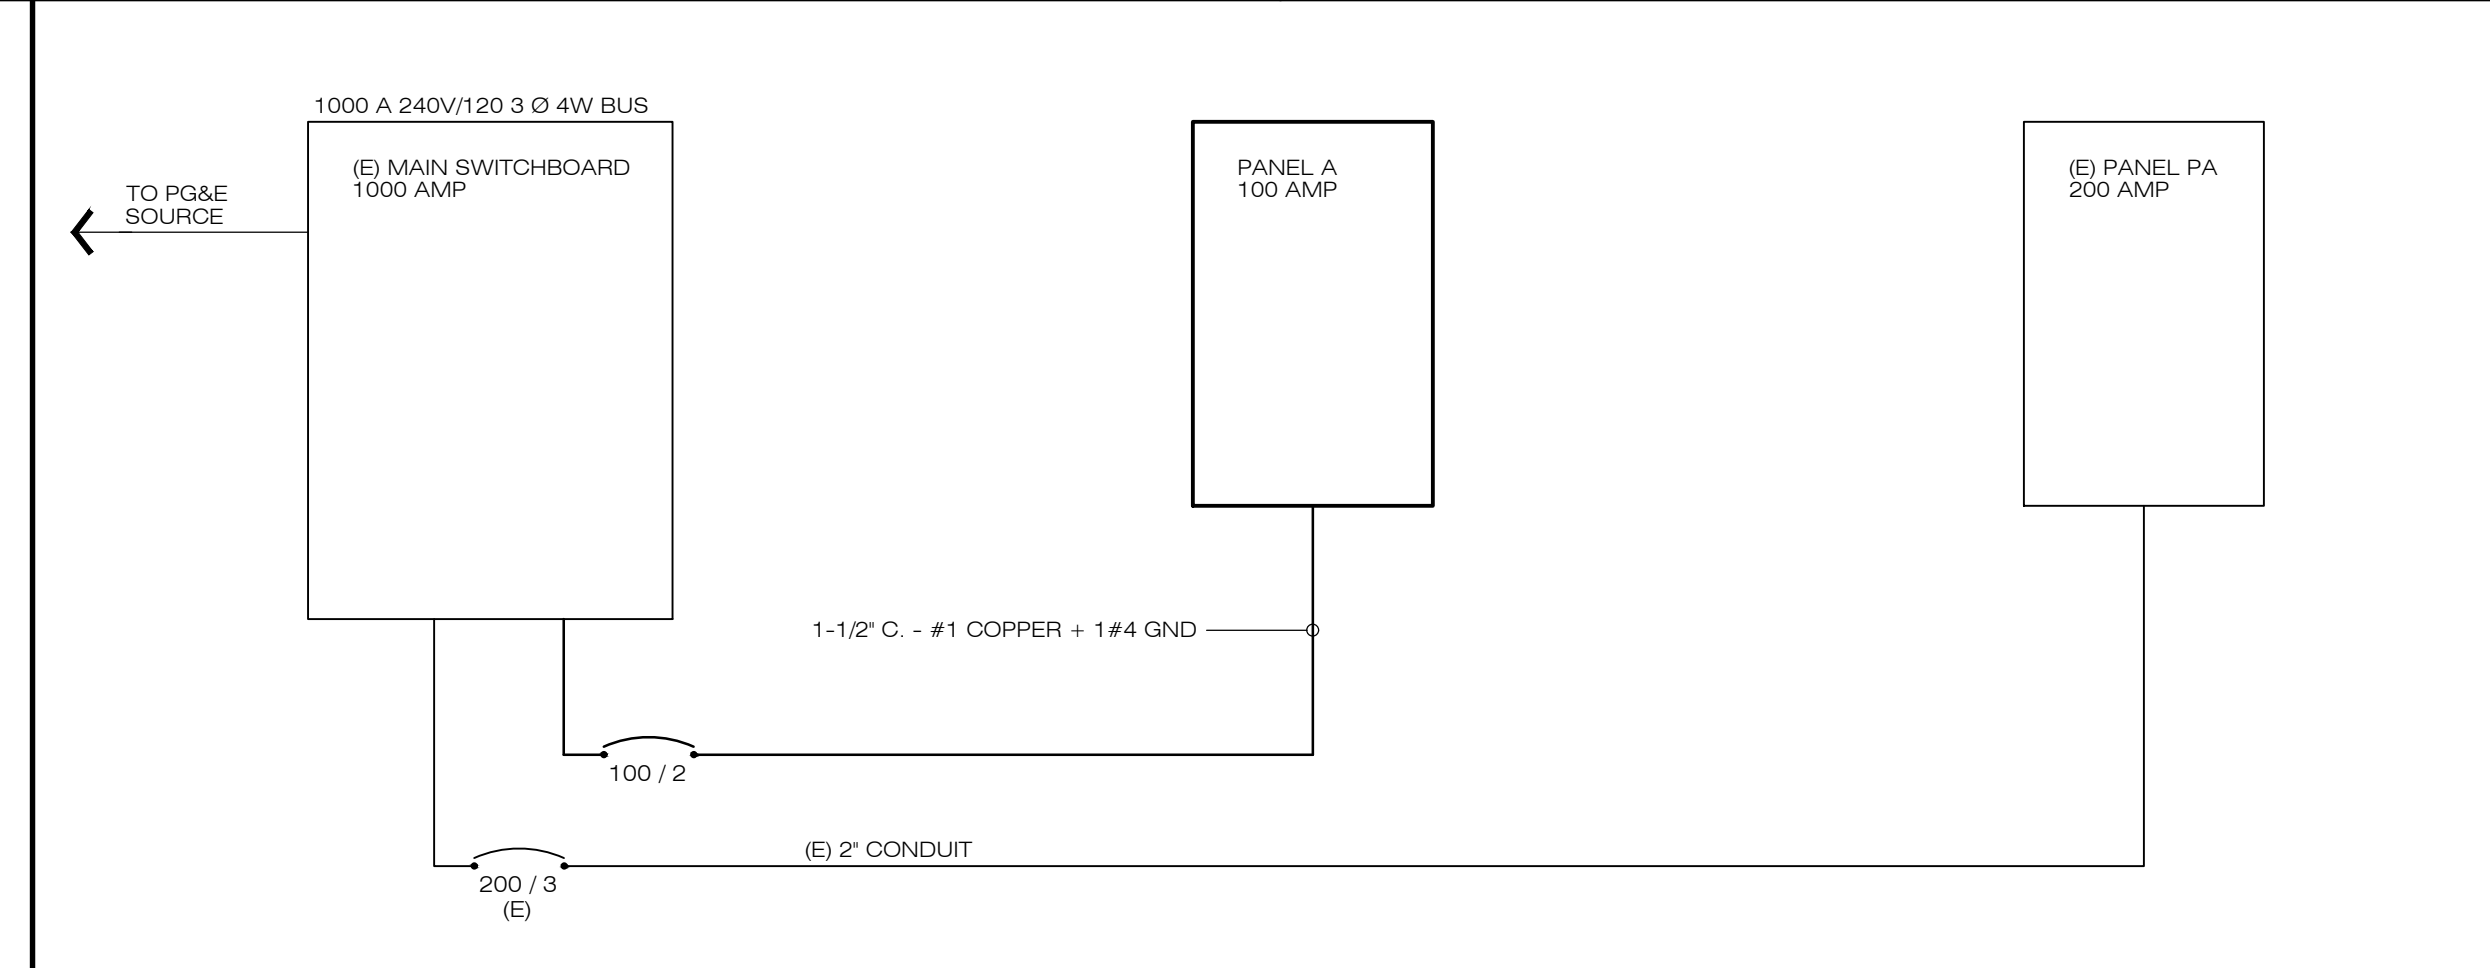 1000 A 240V/120 3 Ø 4W BUS
(E) MAIN SWITCHBOARD
1000 AMP
TO PG&E
SOURCE
PANEL A
100 AMP
(E) PANEL PA
200 AMP
1-1/2" C. - #1 COPPER + 1#4 GND
100 / 2
(E) 2" CONDUIT
200 / 3
(E)